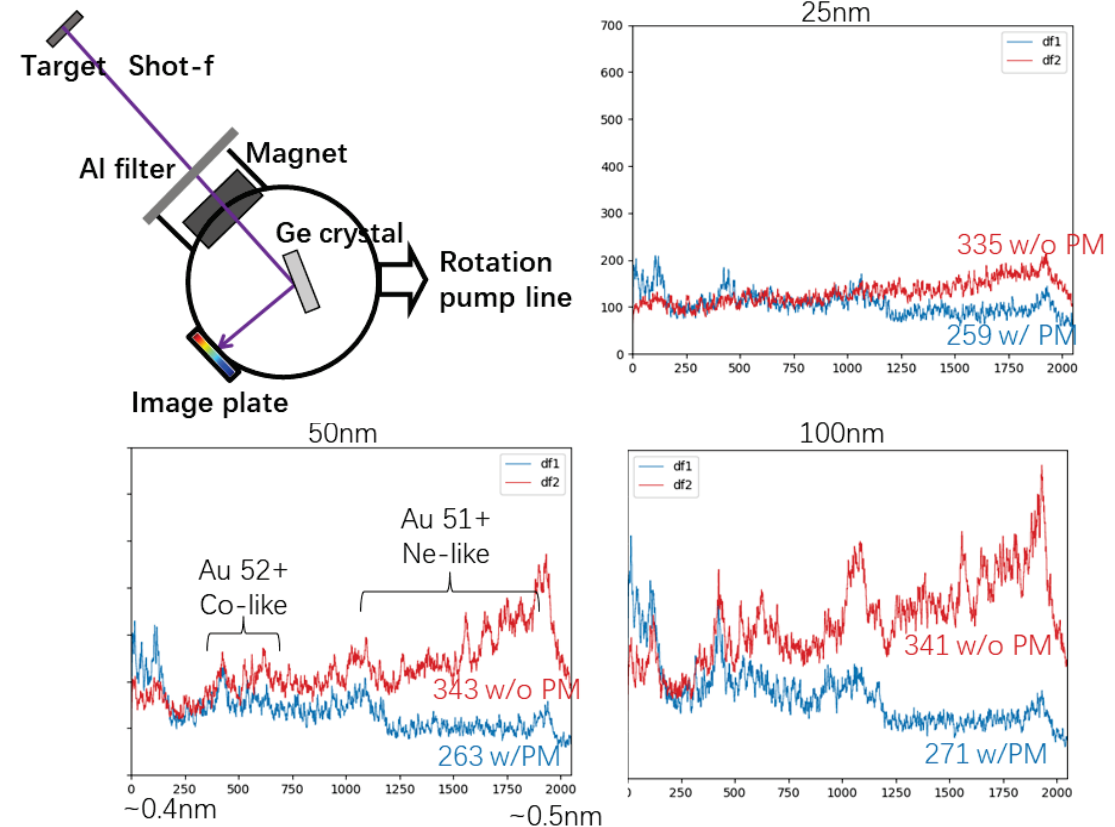 Target Shot-f
Al filter
Magnet
Ge crystal
Rotation
pump line
Image plate
25nm
700
600
500
400
300
200
100
0
df1
df2
335 w/o PM
259 w/ PM
0 250 500 750 1000 1250 1500 1750 2000
50nm
df1
df2
Au 51+
Ne-like
Au 52+
Co-like
343 w/o PM
263 w/PM
0 250 500 750 1000 1250 1500 1750 2000
~0.4nm
~0.5nm
100nm
df1
df2
341 w/o PM
271 w/PM
250 500 750 1000 1250 1500 1750 2000